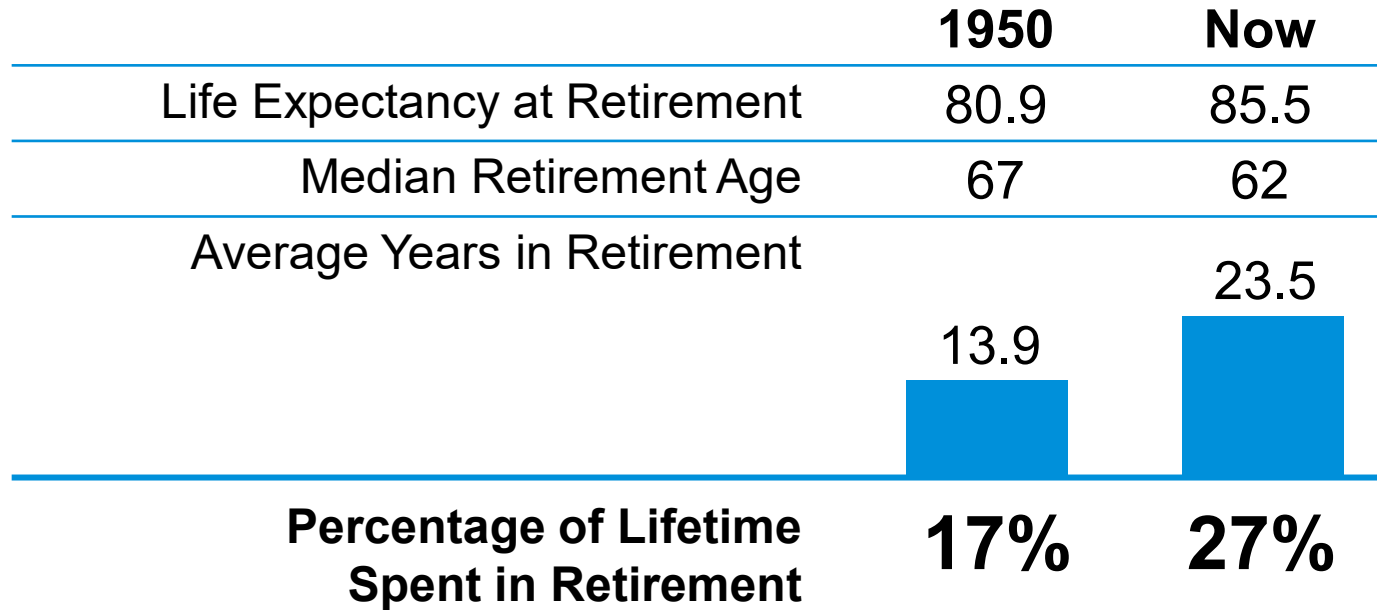 1950 Now
Life Expectancy at Retirement 80.9 85.5
Median Retirement Age 67 62
Average Years in Retirement
23.5
13.9
Percentage of Lifetime
Spent in Retirement
17% 27%